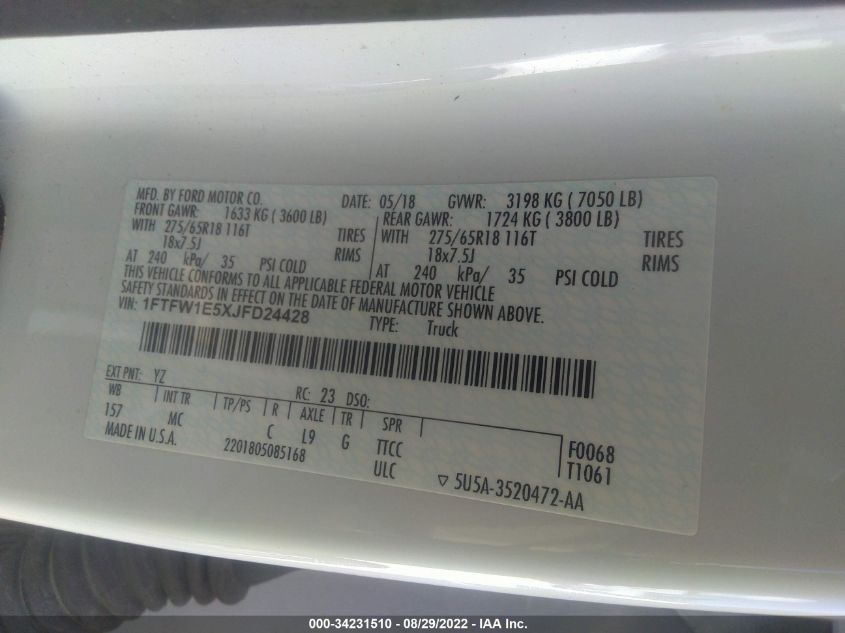 MFD. BY FORD MOTOR CO. DATE: 05/18 GVWR: 3198 KG ( 7050 LB)
FRONT GAWR: 1633 KG ( 3600 LB) REAR GAWR: 1724 KG ( 3800 LB)
WITH 275/65R18 116T TIRES WITH 275/65R18 116T TIRES
18x7.5J RIMS 18x7.5J RIMS
AT 240 kPa/ 35 PSI COLD AT 240 kPa/ 35 PSI COLD
THIS VEHICLE CONFORMS TO ALL APPLICABLE FEDERAL MOTOR VEHICLE
SAFETY STANDARDS IN EFFECT ON THE DATE OF MANUFACTURE SHOWN ABOVE.
VIN: 1FTFW1E5XJFD24428 TYPE: Truck
EXT PNT: YZ RC: 23 DSO:
WB INT TR TP/PS R AXLE TR SPR
157 MC C L9 G TTCC F0068
MADE IN U.S.A. 2201805085168 ULC T1061
▽ 5U5A-3520472-AA
000-34231510 - 08/29/2022 - IAA Inc.